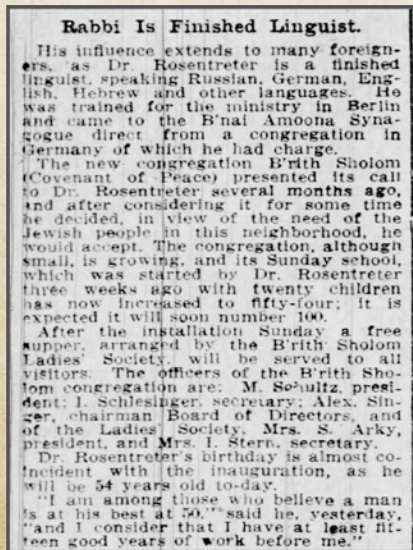 Rabbi Is Finished Linguist.
His influence extends to many foreign-
ers, as Dr. Rosentreter is a finished
linguist, speaking Russian, German, Eng-
lish, Hebrew and other languages. He
was trained for the ministry in Berlin
and came to the B'nai Amoona Syna-
gogue direct from a congregation in
Germany of which he had charge.
The new congregation B'rith Sholom
(Covenant of Peace) presented its call
to Dr. Rosentreter several months ago,
and after considering it for some time
he decided, in view of the need of the
Jewish people in this neighborhood, he
would accept. The congregation, although
small, is growing, and its Sunday school,
which was started by Dr. Rosentreter
three weeks ago with twenty children
has now increased to fifty-four; it is
expected it will soon number 100.
After the installation Sunday a free
supper, arranged by the B'rith Sholom
Ladies' Society, will be served to all
visitors. The officers of the B'rith Sho-
lom congregation are: M. Schultz, presi-
dent; I. Schlesinger, secretary; Alex. Sin-
ger, chairman Board of Directors, and
of the Ladies' Society, Mrs. S. Arky,
president, and Mrs. I. Stern, secretary.
Dr. Rosentreter's birthday is almost co-
incident with the inauguration, as he
will be 54 years old to-day.
"I am among those who believe a man
is at his best at 50," said he, yesterday,
"and I consider that I have at least fif-
teen good years of work before me."